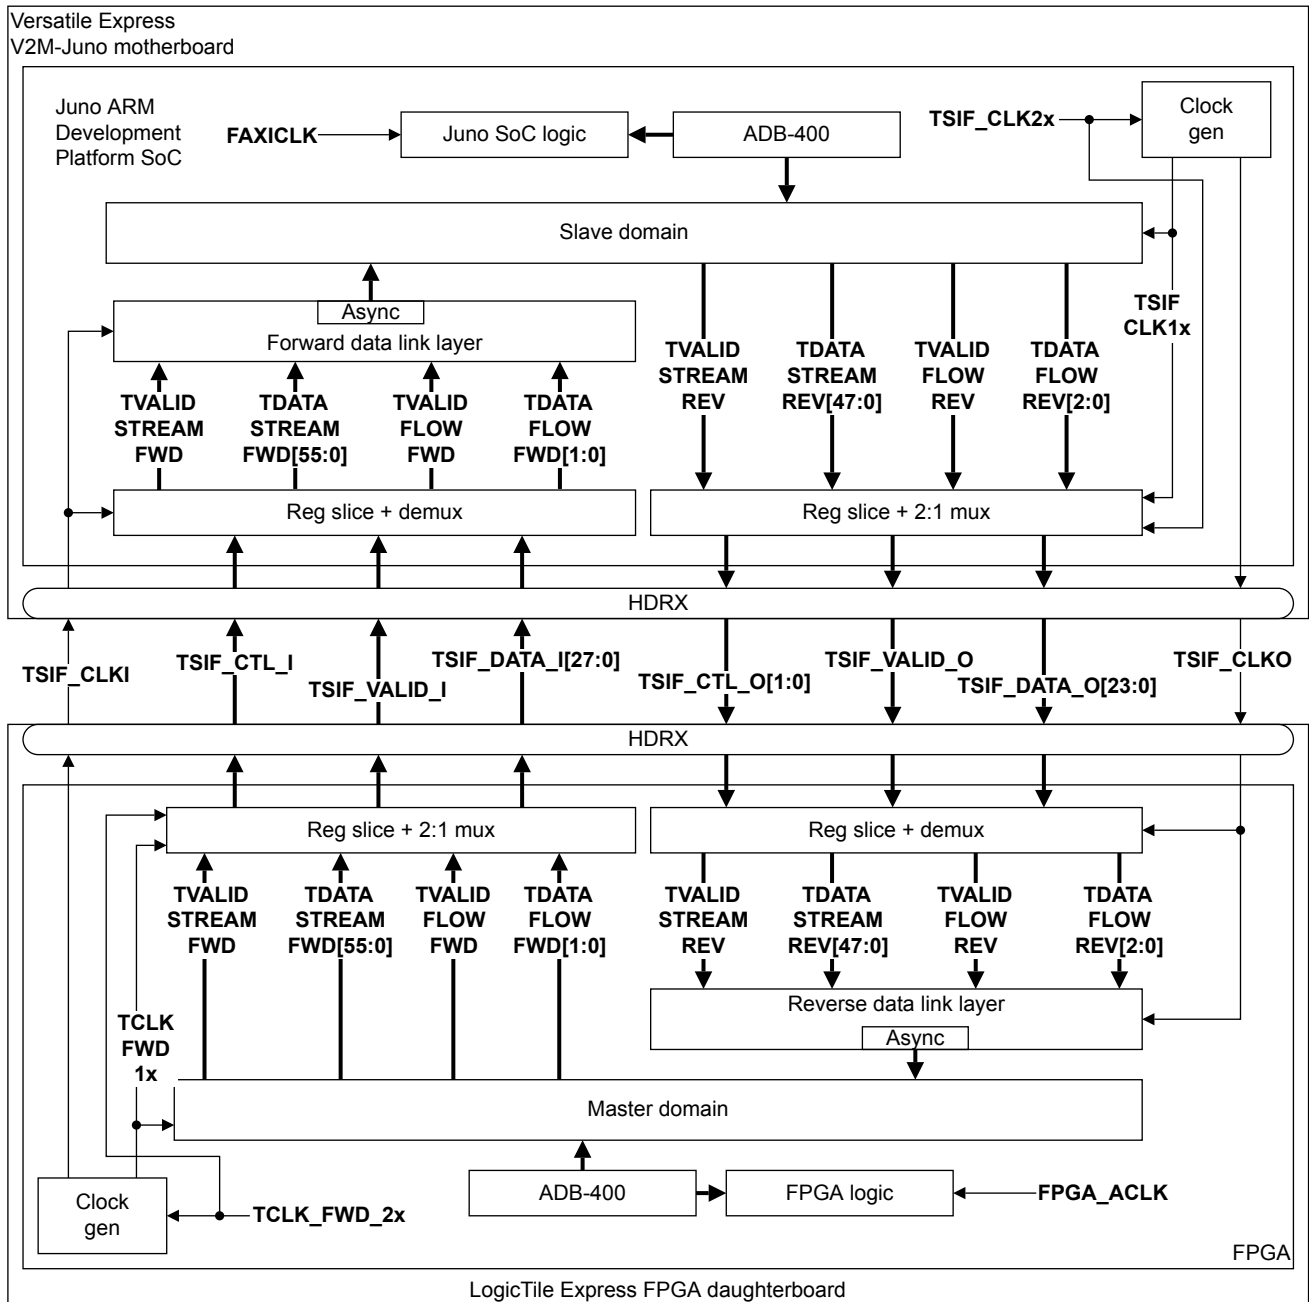 Versatile Express
V2M-Juno motherboard
Juno ARM
Development
Platform SoC
FAXICLK
Juno SoC logic
ADB-400
TSIF_CLK2x
Clock
gen
Slave domain
Async
Forward data link layer
TSIF
CLK1x
TVALID
STREAM
FWD
TDATA
STREAM
FWD[55:0]
TVALID
FLOW
FWD
TDATA
FLOW
FWD[1:0]
TVALID
STREAM
REV
TDATA
STREAM
REV[47:0]
TVALID
FLOW
REV
TDATA
FLOW
REV[2:0]
Reg slice + demux
Reg slice + 2:1 mux
HDRX
TSIF_CLKI
TSIF_CTL_I
TSIF_VALID_I
TSIF_DATA_I[27:0]
TSIF_CTL_O[1:0]
TSIF_VALID_O
TSIF_DATA_O[23:0]
TSIF_CLKO
HDRX
Reg slice + 2:1 mux
Reg slice + demux
TVALID
STREAM
FWD
TDATA
STREAM
FWD[55:0]
TVALID
FLOW
FWD
TDATA
FLOW
FWD[1:0]
TVALID
STREAM
REV
TDATA
STREAM
REV[47:0]
TVALID
FLOW
REV
TDATA
FLOW
REV[2:0]
Reverse data link layer
Async
TCLK
FWD
1x
Master domain
Clock
gen
TCLK_FWD_2x
ADB-400
FPGA logic
FPGA_ACLK
FPGA
LogicTile Express FPGA daughterboard